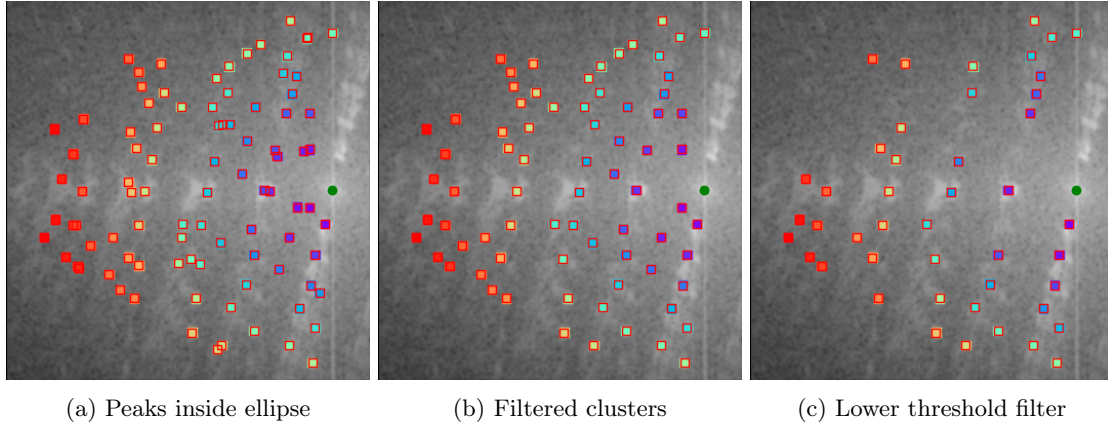 (a) Peaks inside ellipse
(b) Filtered clusters
(c) Lower threshold filter